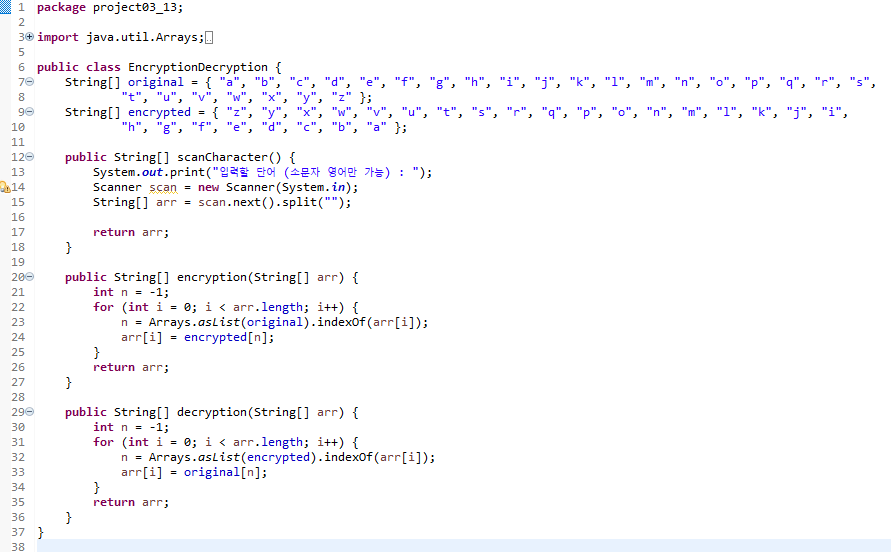 1 package project03_13;
2
3 import java.util.Arrays;
5
6 public class EncryptionDecryption {
7 String[] original = { "a", "b", "c", "d", "e", "f", "g", "h", "i", "j", "k", "l", "m", "n", "o", "p", "q", "r", "s",
8 "t", "u", "v", "w", "x", "y", "z" };
9 String[] encrypted = { "z", "y", "x", "w", "v", "u", "t", "s", "r", "q", "p", "o", "n", "m", "l", "k", "j", "i",
10 "h", "g", "f", "e", "d", "c", "b", "a" };
11
12 public String[] scanCharacter() {
13 System.out.print("입력할 단어 (소문자 영어만 가능) : ");
14 Scanner scan = new Scanner(System.in);
15 String[] arr = scan.next().split("");
16
17 return arr;
18 }
19
20 public String[] encryption(String[] arr) {
21 int n = -1;
22 for (int i = 0; i < arr.length; i++) {
23 n = Arrays.asList(original).indexOf(arr[i]);
24 arr[i] = encrypted[n];
25 }
26 return arr;
27 }
28
29 public String[] decryption(String[] arr) {
30 int n = -1;
31 for (int i = 0; i < arr.length; i++) {
32 n = Arrays.asList(encrypted).indexOf(arr[i]);
33 arr[i] = original[n];
34 }
35 return arr;
36 }
37 }
38